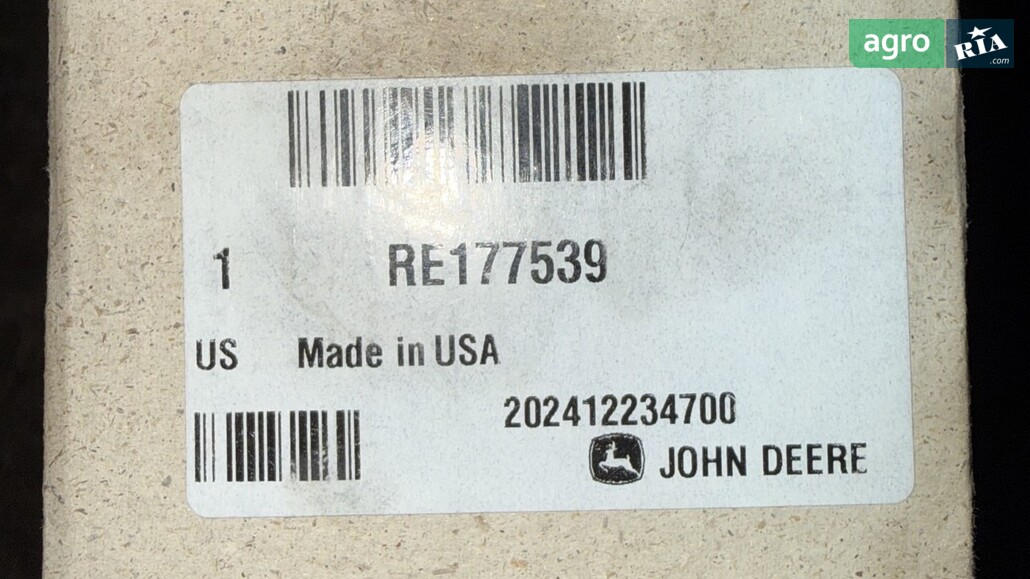 agro RIA .com
1 RE177539
US Made in USA
202412234700
JOHN DEERE